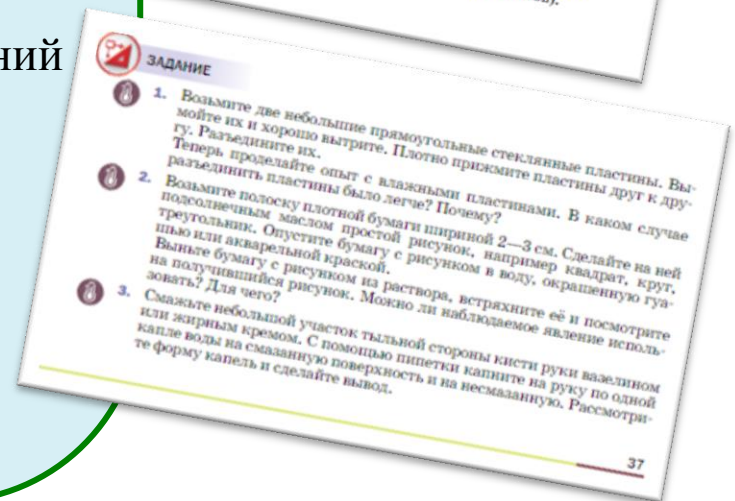 ний
ЗАДАНИЕ
1. Возьмите две небольшие прямоугольные стеклянные пластины. Вы-
мойте их и хорошо вытрите. Плотно прижмите пластины друг к дру-
гу. Разъедините их.
Теперь проделайте опыт с влажными пластинами. В каком случае
разъединить пластины было легче? Почему?
2. Возьмите полоску плотной бумаги шириной 2—3 см. Сделайте на ней
подсолнечным маслом простой рисунок, например квадрат, круг,
треугольник. Опустите бумагу с рисунком в воду, окрашенную гуа-
шью или акварельной краской.
Выньте бумагу с рисунком из раствора, встряхните её и посмотрите
на получившийся рисунок. Можно ли наблюдаемое явление исполь-
зовать? Для чего?
3. Смажьте небольшой участок тыльной стороны кисти руки вазелином
или жирным кремом. С помощью пипетки капните на руку по одной
капле воды на смазанную поверхность и на несмазанную. Рассмотри-
те форму капель и сделайте вывод.
37